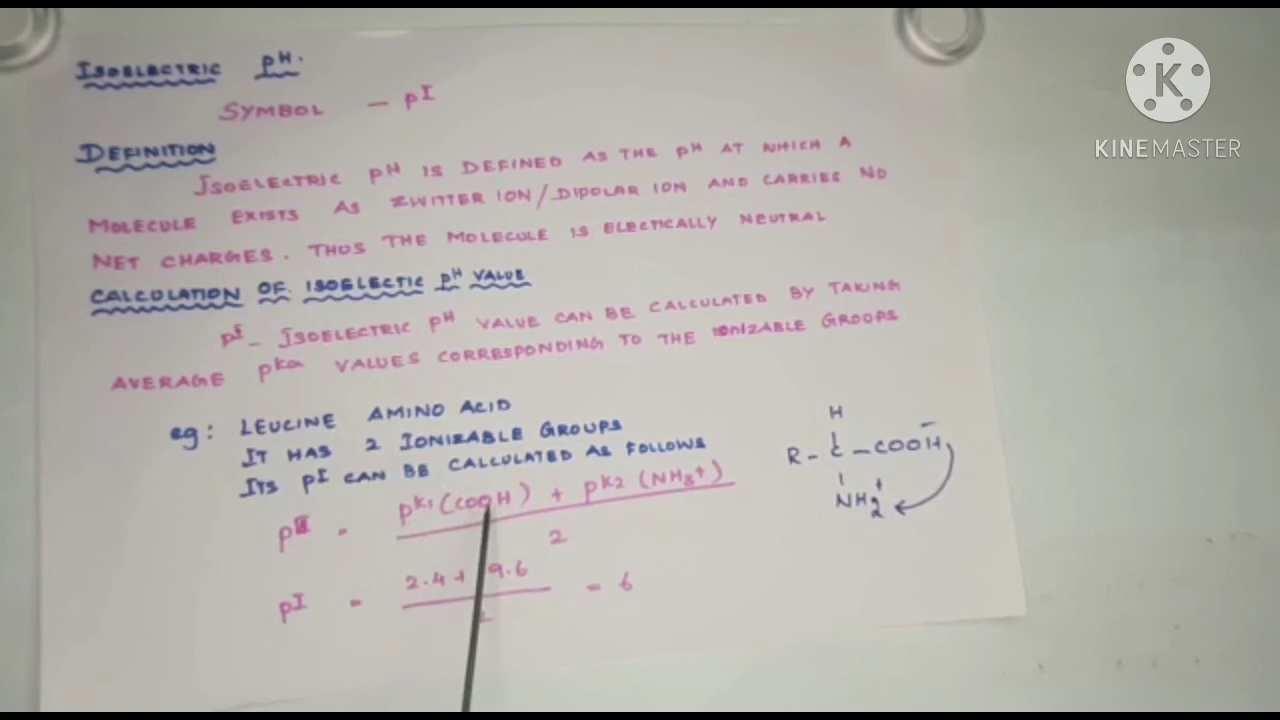 ISOELECTRIC pH.
SYMBOL - pI
DEFINITION
ISOELECTRIC pH IS DEFINED AS THE pH AT WHICH A
MOLECULE EXISTS AS ZWITTER ION/DIPOLAR ION AND CARRIES NO
NET CHARGES. THUS THE MOLECULE IS ELECTICALLY NEUTRAL
CALCULATION OF ISOELECTIC pH VALUE
pI - ISOELECTRIC pH VALUE CAN BE CALCULATED BY TAKING
AVERAGE pka VALUES CORRESPONDING TO THE IONIZABLE GROUPS
eg: LEUCINE AMINO ACID
IT HAS 2 IONIZABLE GROUPS
ITS pI CAN BE CALCULATED AS FOLLOWS
pI = pK1 (COOH) + pK2 (NH3+)
2
pI = 2.4 + 9.6 = 6
2
H
R - C - COOH-
NH2+
K
KINEMASTER